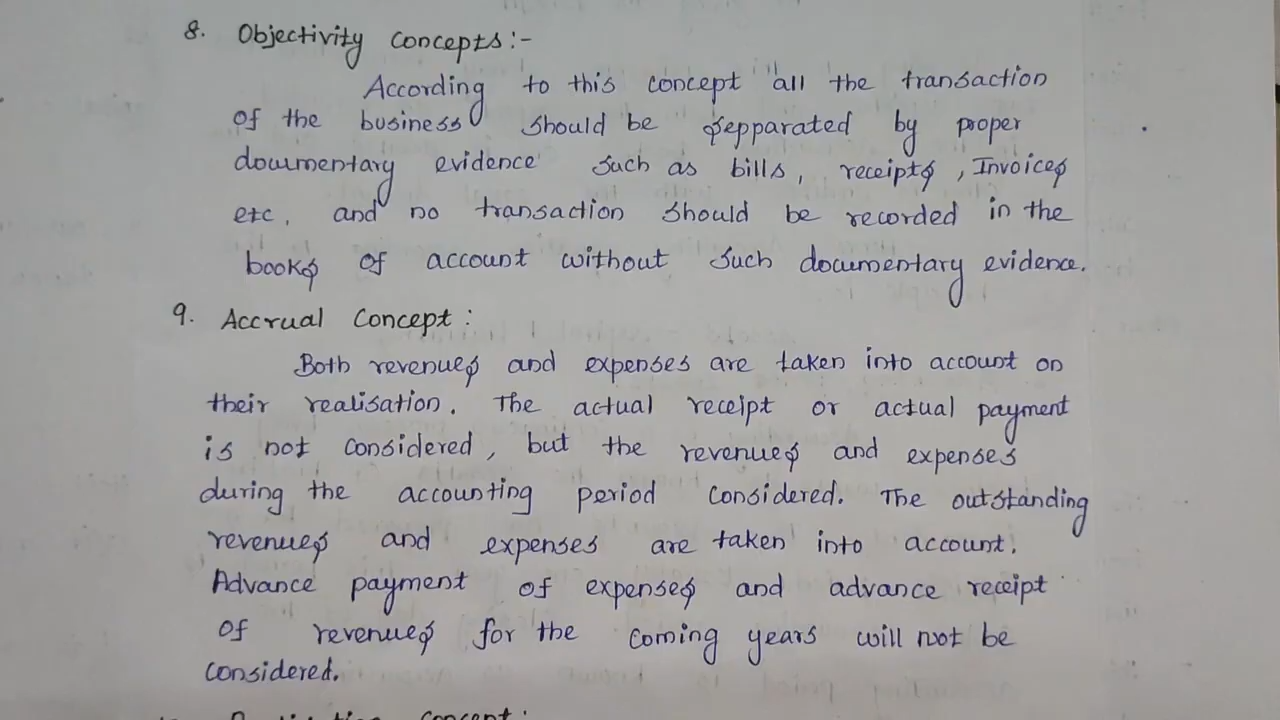 8. Objectivity Concepts:-
According to this concept all the transaction
of the business should be sepparated by proper
documentary evidence such as bills, receipts, Invoices
etc, and no transaction should be recorded in the
books of account without such documentary evidence.
9. Accrual Concept:
Both revenues and expenses are taken into account on
their realisation. The actual receipt or actual payment
is not considered, but the revenues and expenses
during the accounting period considered. The outstanding
revenues and expenses are taken into account.
Advance payment of expenses and advance receipt
of revenues for the coming years will not be
considered.
concept: